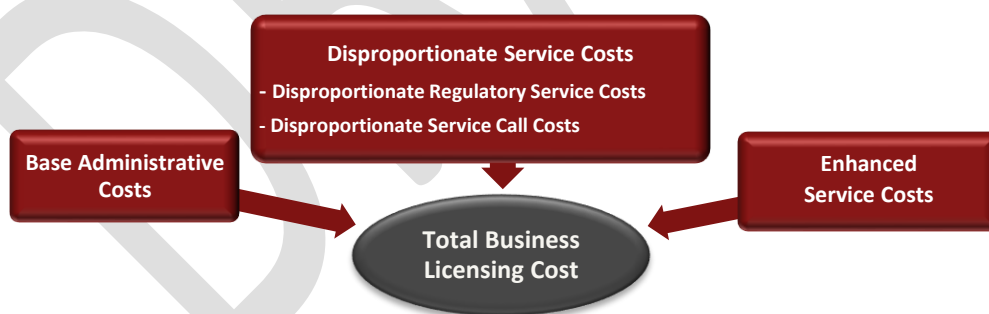 Disproportionate Service Costs
- Disproportionate Regulatory Service Costs
- Disproportionate Service Call Costs
Base Administrative
Costs
Enhanced
Service Costs
Total Business
Licensing Cost